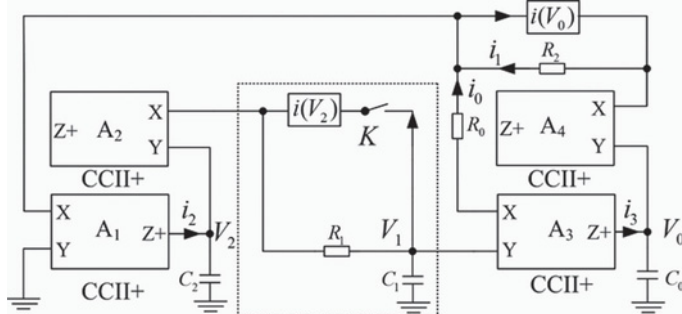 i(V₀)
i₁ R₂
i₀
R₀
X
Z+ A₂
Y
CCII+
i(V₂)
K
X
Z+ A₄
Y
CCII+
X
A₁ Z+
Y
CCII+
i₂
V₂
C₂
R₁
V₁
C₁
X
A₃ Z+
Y
CCII+
i₃
V₀
C₀